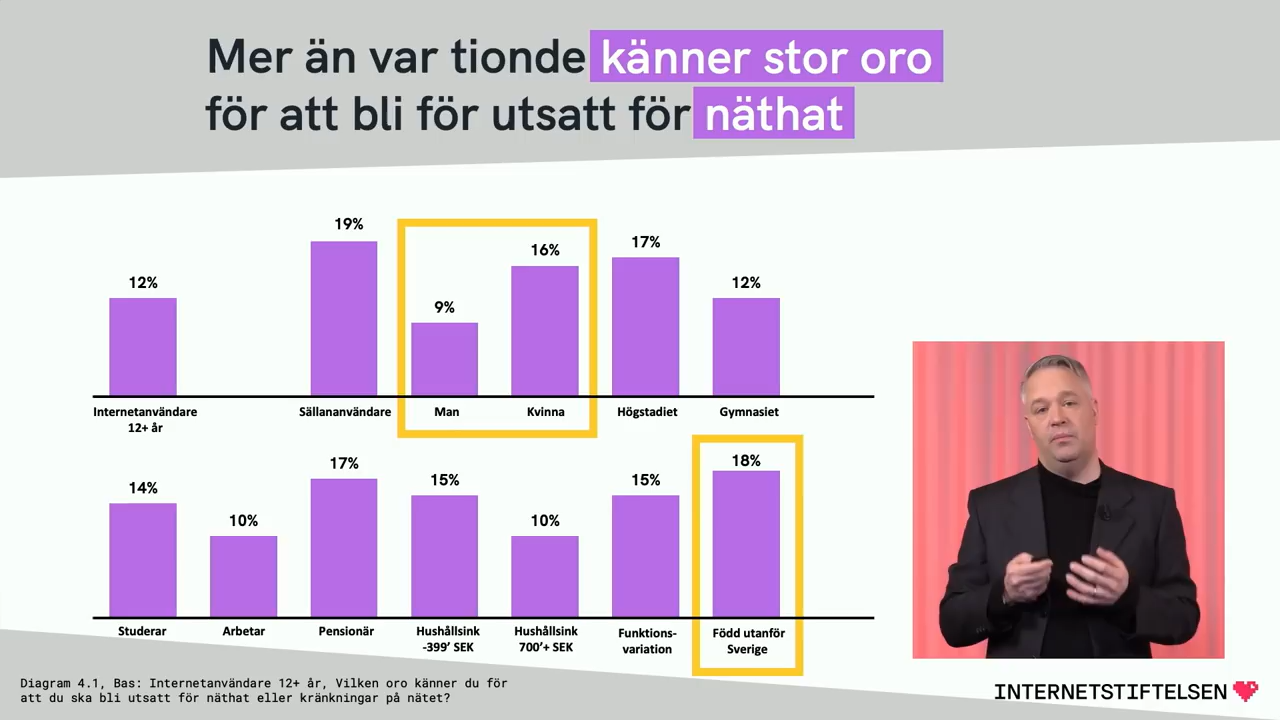 Mer än var tionde känner stor oro
för att bli för utsatt för näthat
12%
19%
9%
16%
17%
12%
Internetanvändare
12+ år
Sällananvändare
Man
Kvinna
Högstadiet
Gymnasiet
14%
10%
17%
15%
10%
15%
18%
Studerar
Arbetar
Pensionär
Hushållsink
-399’ SEK
Hushållsink
700’+ SEK
Funktions-
variation
Född utanför
Sverige
Diagram 4.1, Bas: Internetanvändare 12+ år, Vilken oro känner du för
att du ska bli utsatt för näthat eller kränkningar på nätet?
INTERNETSTIFTELSEN